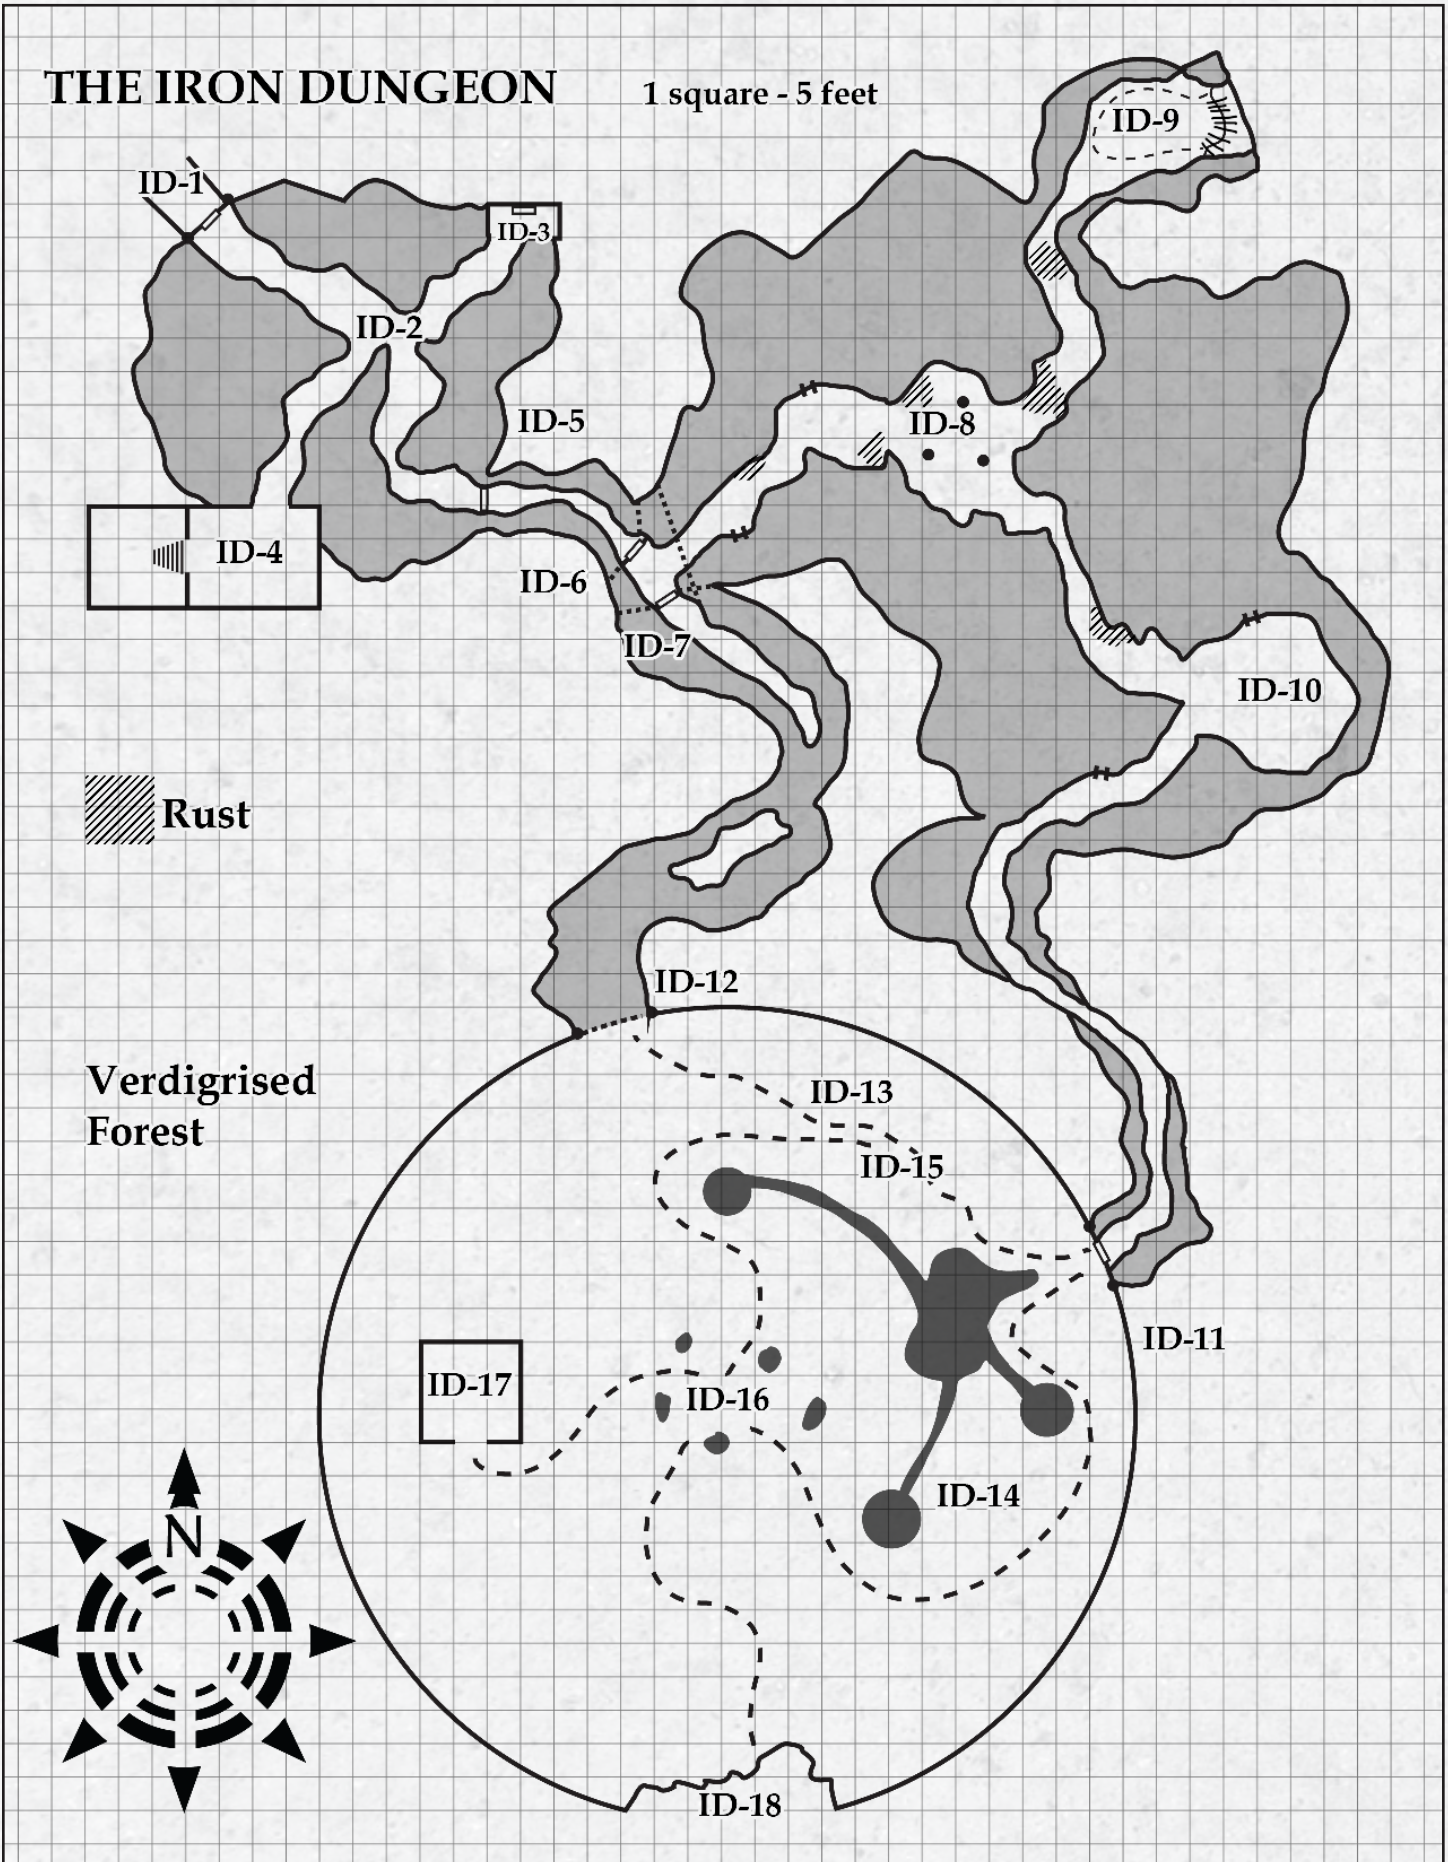 THE IRON DUNGEON
1 square - 5 feet
ID-9
ID-1
ID-3
ID-2
ID-5
ID-8
ID-4
ID-6
ID-7
ID-10
Rust
ID-12
Verdigrised
Forest
ID-13
ID-15
ID-11
ID-17
ID-16
ID-14
N
ID-18